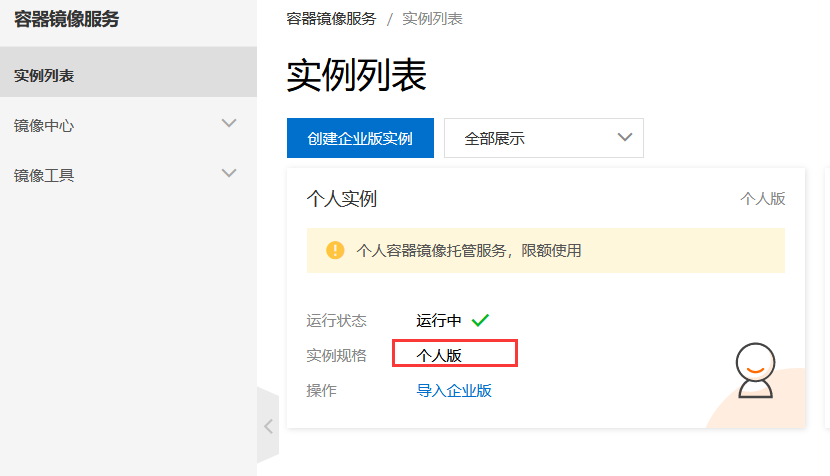 容器镜像服务
实例列表
镜像中心
镜像工具
容器镜像服务 / 实例列表
实例列表
创建企业版实例 全部展示
个人实例 个人版
个人容器镜像托管服务，限额使用
运行状态 运行中
实例规格 个人版
操作 导入企业版